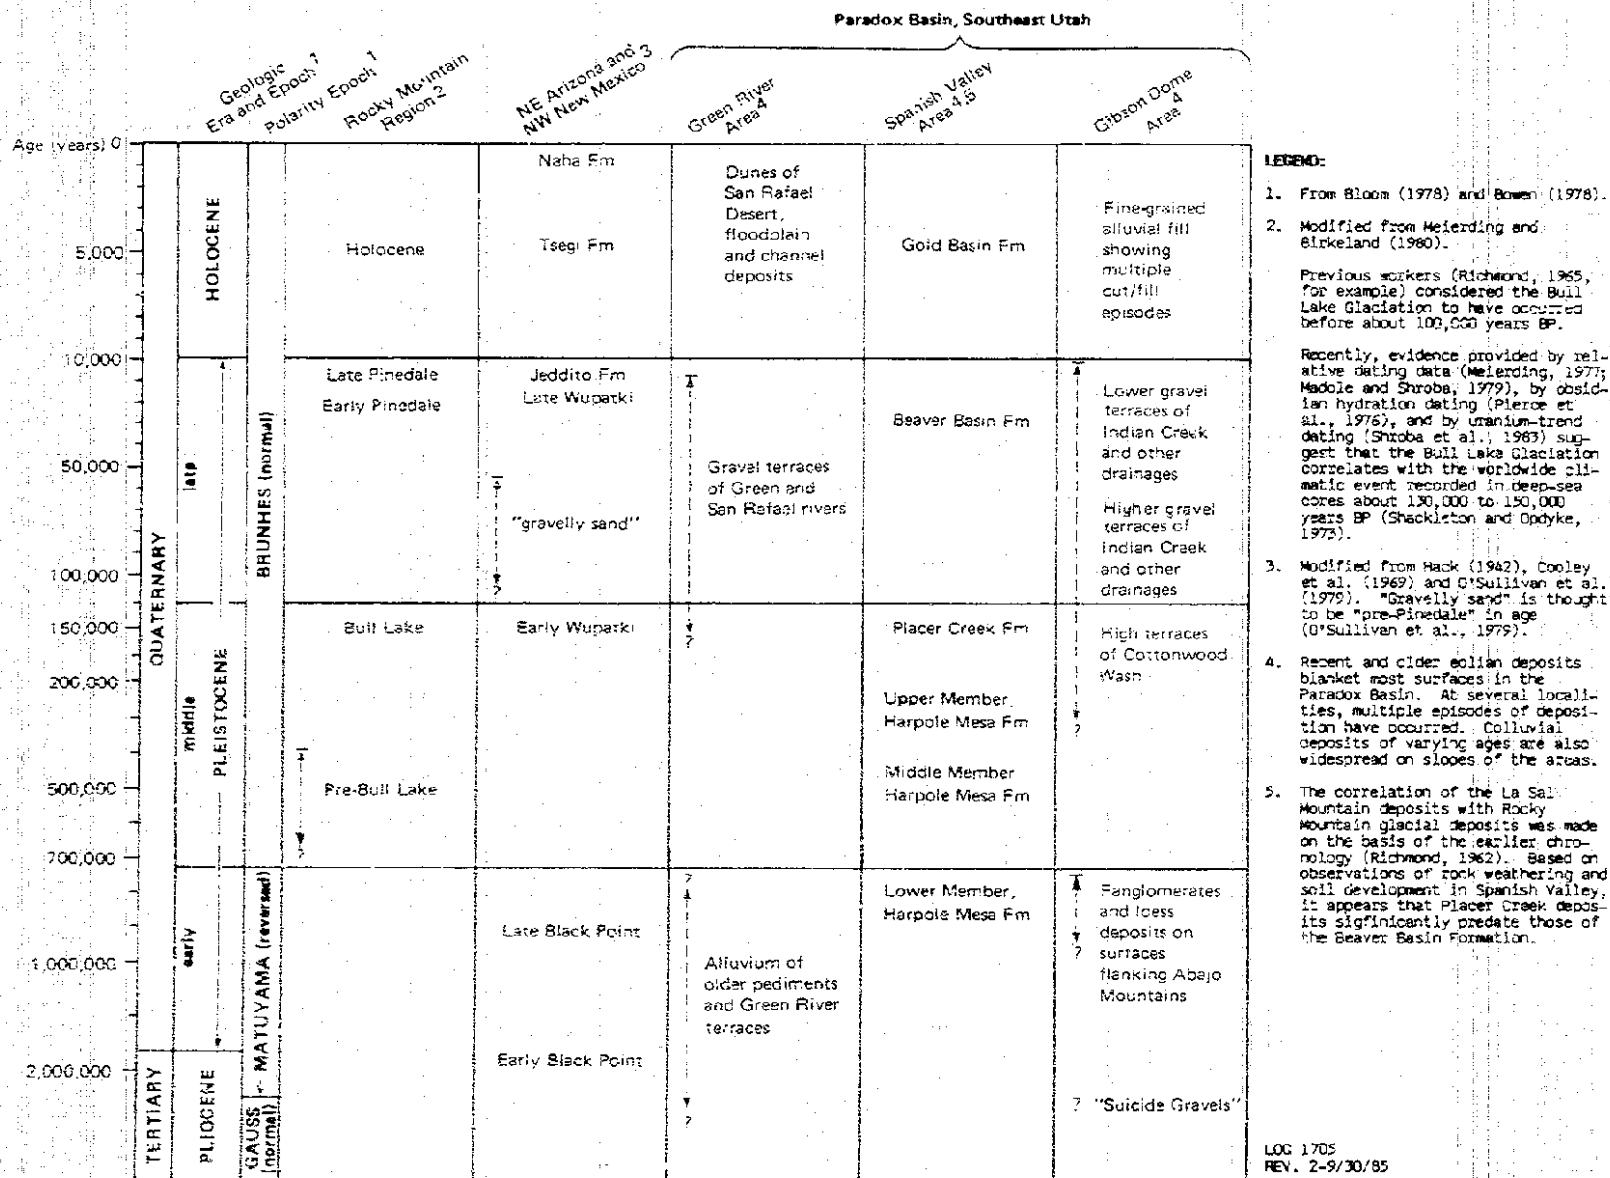 Paradox Basin, Southeast Utah
Geologic
Era and Epoch 1
Polarity Epoch 1
Rocky Mountain
Region 2
NE Arizona and
NW New Mexico 3
Green River
Area 4
Spanish Valley
Area 4,5
Gibson Dome
Area 4
Age (years) 0
5,000
10,000
50,000
100,000
150,000
200,000
500,000
700,000
1,000,000
2,000,000
QUATERNARY
TERTIARY
HOLOCENE
late
middle
early
PLEISTOCENE
PLIOCENE
BRUNHES (normal)
MATUYAMA (reversed)
GAUSS
(normal)
Holocene
Late Pinedale
Early Pinedale
Bull Lake
Pre-Bull Lake
?
Naha Fm
Tsegi Fm
Jeddito Fm
Late Wupatki
"gravelly sand"
?
Early Wupatki
Late Black Point
Early Black Point
Dunes of
San Rafael
Desert,
floodplain
and channel
deposits
Gravel terraces
of Green and
San Rafael rivers
?
?
Alluvium of
older pediments
and Green River
terraces
?
Gold Basin Fm
Beaver Basin Fm
Placer Creek Fm
Upper Member,
Harpole Mesa Fm
Middle Member
Harpole Mesa Fm
Lower Member,
Harpole Mesa Fm
Fine-grained
alluvial fill
showing
multiple
cut/fill
episodes
Lower gravel
terraces of
Indian Creek
and other
drainages
Higher gravel
terraces of
Indian Creek
and other
drainages
High terraces
of Cottonwood
Wash
?
Fanglomerates
and loess
deposits on
? surfaces
flanking Abajo
Mountains
? "Suicide Gravels"
LEGEND:
1. From Bloom (1978) and Bowen (1978).
2. Modified from Meierding and
Birkeland (1980).
Previous workers (Richmond, 1965,
for example) considered the Bull
Lake Glaciation to have occurred
before about 100,000 years BP.
Recently, evidence provided by rel-
ative dating data (Meierding, 1977;
Madole and Shroba, 1979), by obsid-
ian hydration dating (Pierce et
al., 1976), and by uranium-trend
dating (Shroba et al., 1983) sug-
gest that the Bull Lake Glaciation
correlates with the worldwide cli-
matic event recorded in deep-sea
cores about 130,000 to 150,000
years BP (Shackleton and Opdyke,
1973).
3. Modified from Hack (1942), Cooley
et al. (1969) and O'Sullivan et al.
(1979). "Gravelly sand" is thought
to be "pre-Pinedale" in age
(O'Sullivan et al., 1979).
4. Recent and older eolian deposits
blanket most surfaces in the
Paradox Basin. At several locali-
ties, multiple episodes of deposi-
tion have occurred. Colluvial
deposits of varying ages are also
widespread on slopes of the areas.
5. The correlation of the La Sal
Mountain deposits with Rocky
Mountain glacial deposits was made
on the basis of the earlier chro-
nology (Richmond, 1962). Based on
observations of rock weathering and
soil development in Spanish Valley,
it appears that Placer Creek depos-
its sigfinicantly predate those of
the Beaver Basin Formation.
LOG 1705
REV. 2-9/30/85